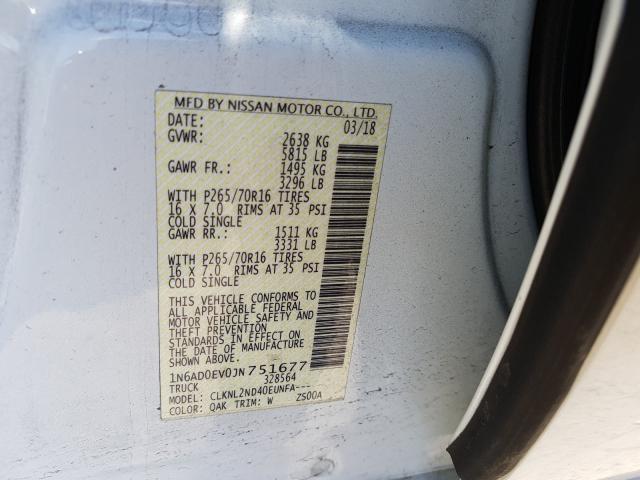 MFD BY NISSAN MOTOR CO., LTD.
DATE: 03/18
GVWR: 2638 KG
5815 LB
GAWR FR.: 1495 KG
3296 LB
WITH P265/70R16 TIRES
16 X 7.0 RIMS AT 35 PSI
COLD SINGLE
GAWR RR.: 1511 KG
3331 LB
WITH P265/70R16 TIRES
16 X 7.0 RIMS AT 35 PSI
COLD SINGLE
THIS VEHICLE CONFORMS TO
ALL APPLICABLE FEDERAL
MOTOR VEHICLE SAFETY AND
THEFT PREVENTION
STANDARDS IN EFFECT ON
THE DATE OF MANUFACTURE
SHOWN ABOVE.
1N6AD0EV0JN751677
TRUCK 328564
MODEL: CLKNL2ND40EUNFA---
COLOR: QAK TRIM: W ZS00A